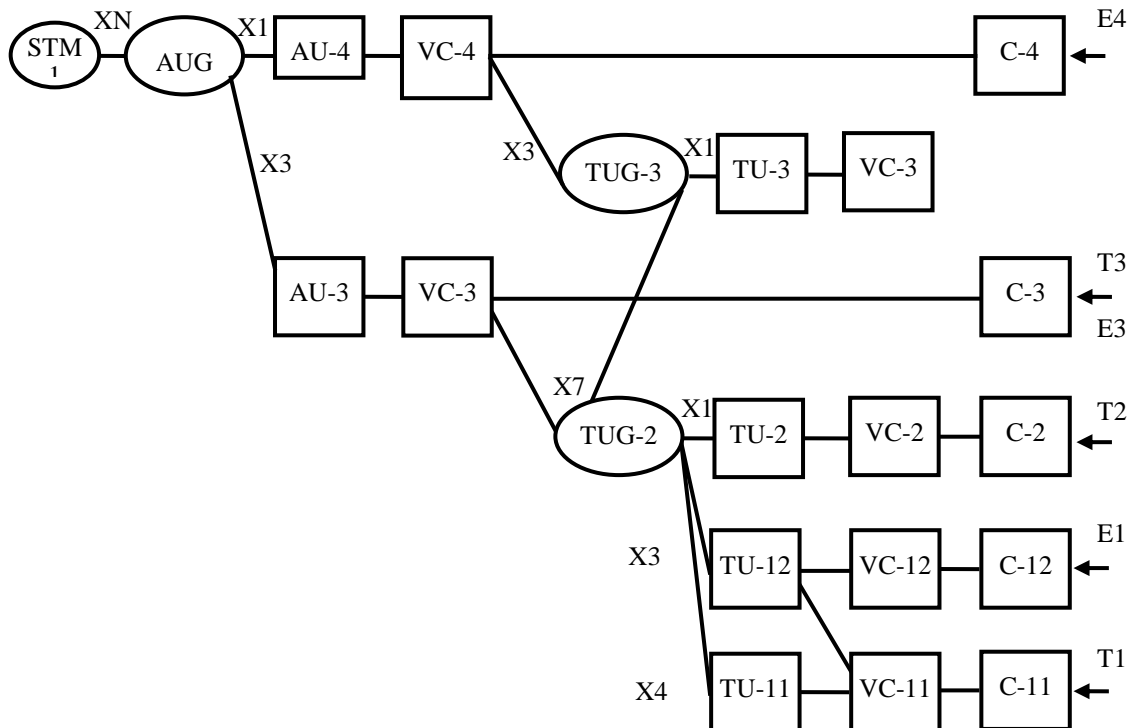 XN
X1
E4
STM
1
AUG
AU-4
VC-4
C-4
X3
X3
X1
TUG-3
TU-3
VC-3
T3
AU-3
VC-3
C-3
E3
X7
X1
T2
TUG-2
TU-2
VC-2
C-2
E1
X3
TU-12
VC-12
C-12
T1
X4
TU-11
VC-11
C-11